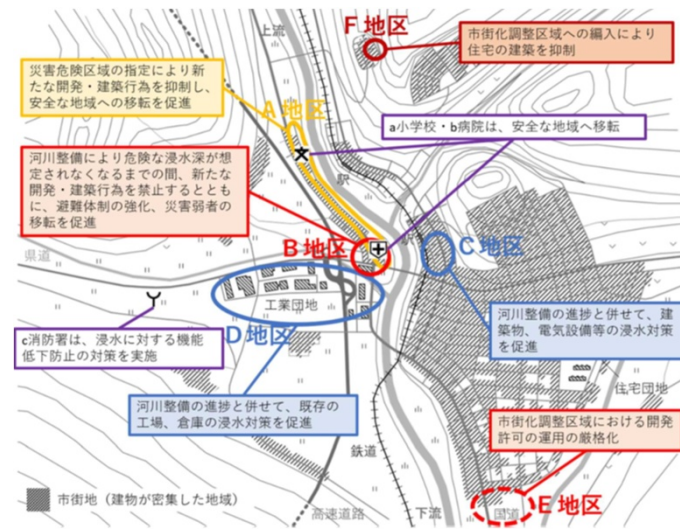 上流
F 地区
市街化調整区域への編入により
住宅の建築を抑制
災害危険区域の指定により新
たな開発・建築行為を抑制し、
安全な地域への移転を促進
A 地区
a小学校・b病院は、安全な地域へ移転
河川整備により危険な浸水深が想
定されなくなるまでの間、新たな
開発・建築行為を禁止するととも
に、避難体制の強化、災害弱者の
移転を促進
駅
県道
B 地区
C 地区
工業団地
D 地区
河川整備の進捗と併せて、建
築物、電気設備等の浸水対策
を促進
c消防署は、浸水に対する機能
低下防止の対策を実施
住宅団地
河川整備の進捗と併せて、既存の
工場、倉庫の浸水対策を促進
市街化調整区域における開発
許可の運用の厳格化
鉄道
市街地（建物が密集した地域）
高速道路
下流
国道
E 地区